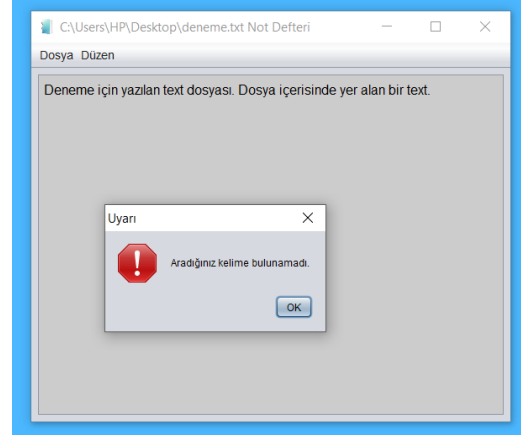 C:\Users\HP\Desktop\deneme.txt Not Defteri
Dosya Düzen
Deneme için yazılan text dosyası. Dosya içerisinde yer alan bir text.
Uyarı
Aradığınız kelime bulunamadı.
OK